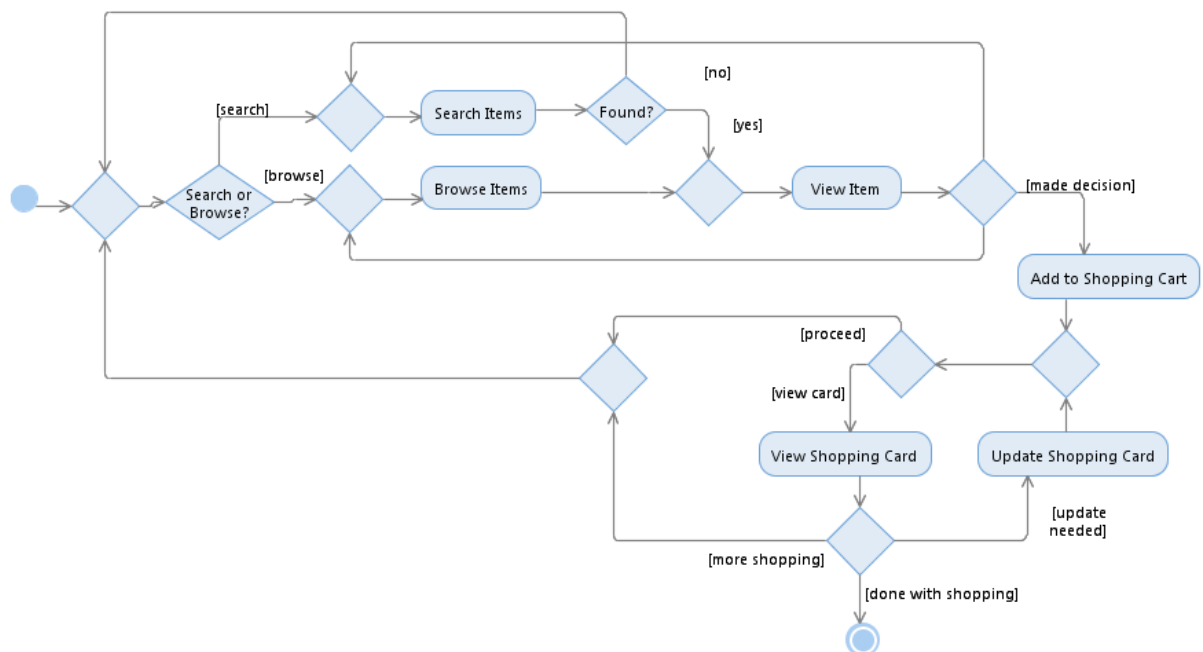 [no]
[search]
Search Items
Found?
[yes]
[browse]
Search or
Browse?
Browse Items
View Item
[made decision]
Add to Shopping Cart
[proceed]
[view card]
View Shopping Card
Update Shopping Card
[update
needed]
[more shopping]
[done with shopping]